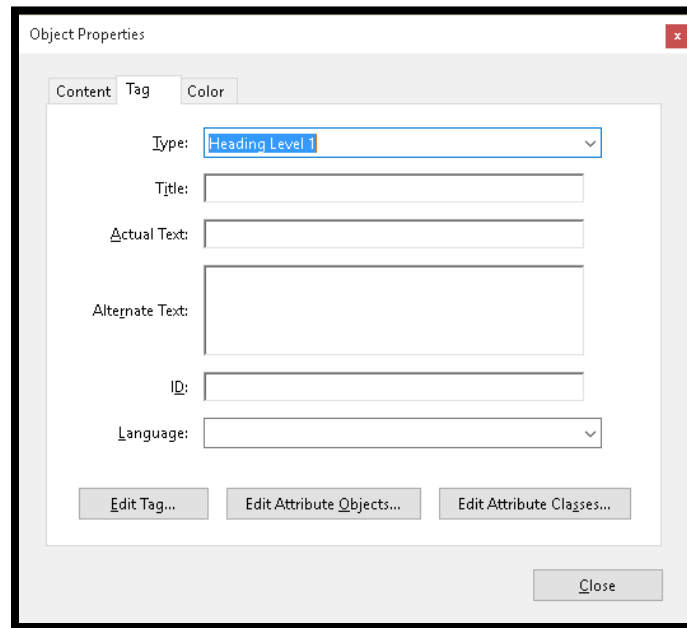 Object Properties
x
Content Tag Color
Type: Heading Level 1
Title:
Actual Text:
Alternate Text:
ID:
Language:
Edit Tag... Edit Attribute Objects... Edit Attribute Classes...
Close